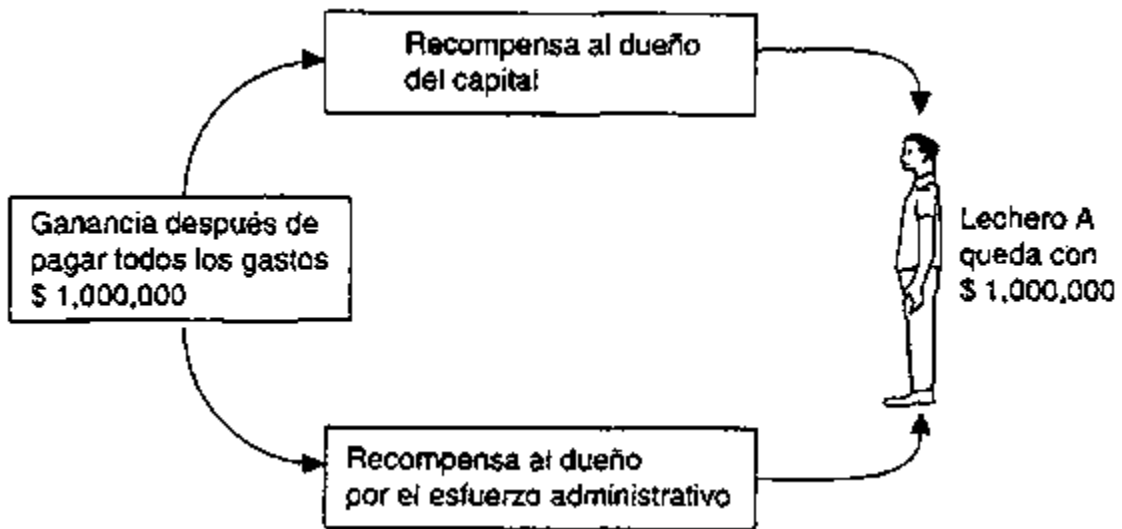 Recompensa al dueño
del capital
Ganancia después de
pagar todos los gastos
$ 1,000,000
Lechero A
queda con
$ 1,000,000
Recompensa al dueño
por el esfuerzo administrativo